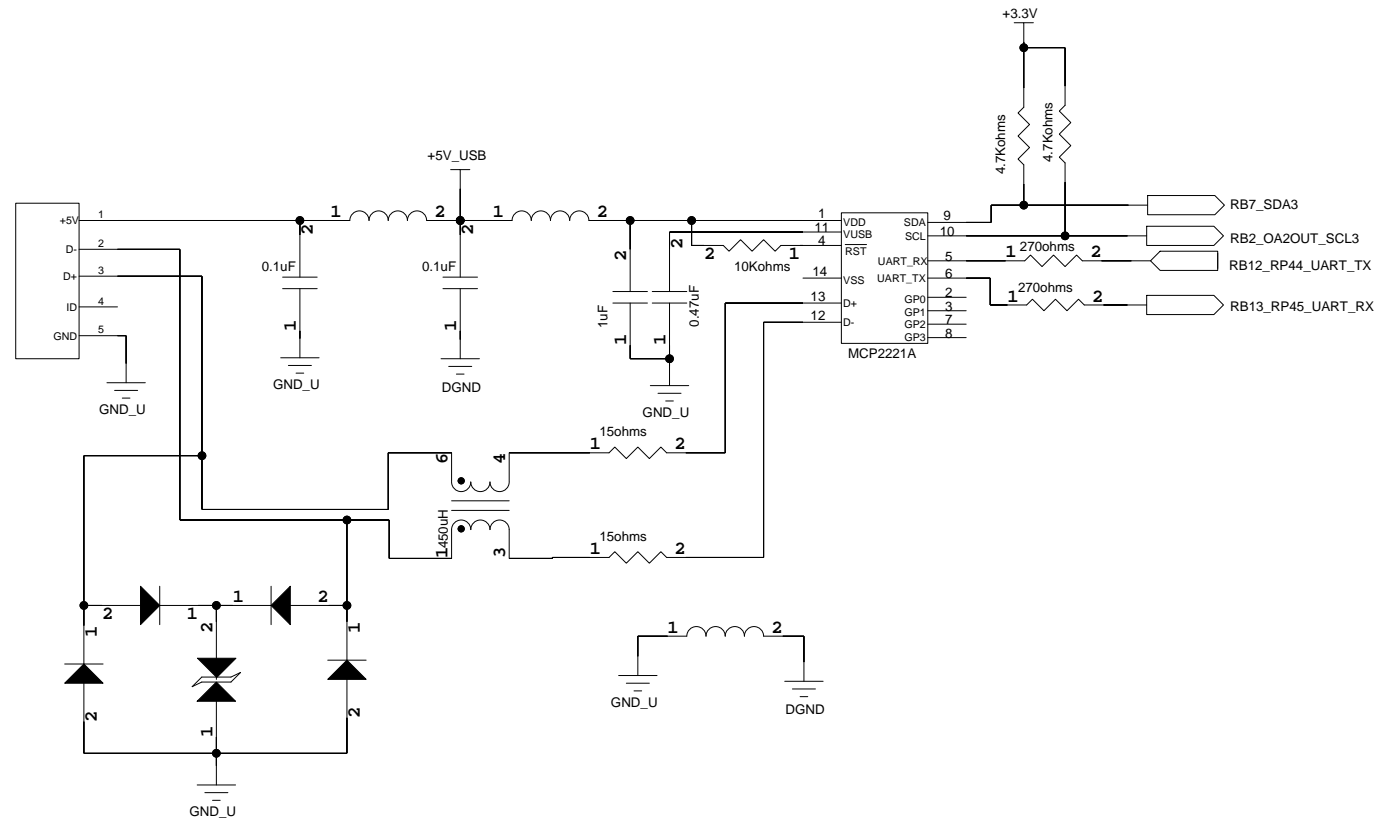 +3.3V
4.7Kohms
4.7Kohms
+5V_USB
+5V
1
D-
2
D+
3
ID
4
GND
5
GND_U
1
2
2
0.1uF
1
GND_U
2
0.1uF
1
DGND
1
2
2
1uF
1
2
0.47uF
1
GND_U
2
10Kohms
1
1
VDD
11
VUSB
4
RST
14
VSS
13
D+
12
D-
SDA
9
SCL
10
UART_RX
5
UART_TX
6
GP0
2
GP1
3
GP2
7
GP3
8
MCP2221A
1
270ohms
2
1
270ohms
2
RB7_SDA3
RB2_OA2OUT_SCL3
RB12_RP44_UART_TX
RB13_RP45_UART_RX
6
4
450uH
1
3
1
15ohms
2
1
15ohms
2
2
1
1
2
1
2
2
1
1
2
GND_U
1
2
GND_U
DGND